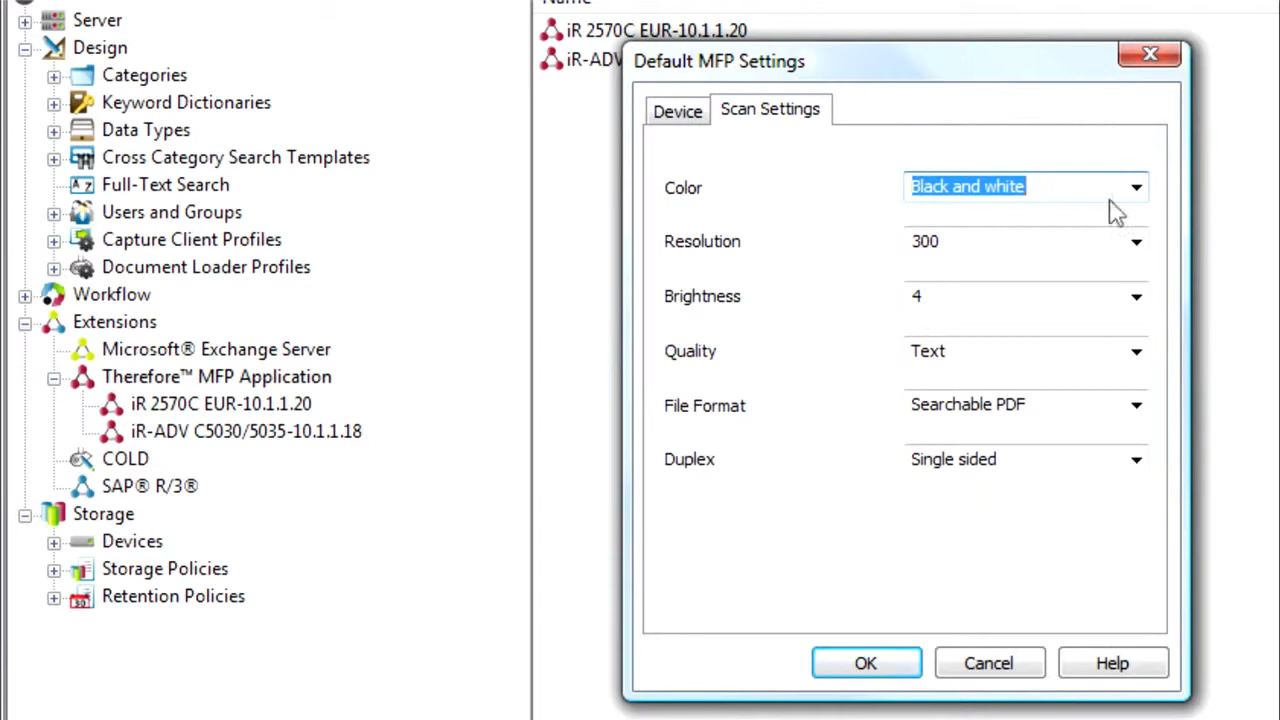 Server
Design
Categories
Keyword Dictionaries
Data Types
Cross Category Search Templates
Full-Text Search
Users and Groups
Capture Client Profiles
Document Loader Profiles
Workflow
Extensions
Microsoft® Exchange Server
Therefore™ MFP Application
iR 2570C EUR-10.1.1.20
iR-ADV C5030/5035-10.1.1.18
COLD
SAP® R/3®
Storage
Devices
Storage Policies
Retention Policies
Name
iR 2570C EUR-10.1.1.20
iR-ADV
Default MFP Settings
Device Scan Settings
Color Black and white
Resolution 300
Brightness 4
Quality Text
File Format Searchable PDF
Duplex Single sided
OK Cancel Help